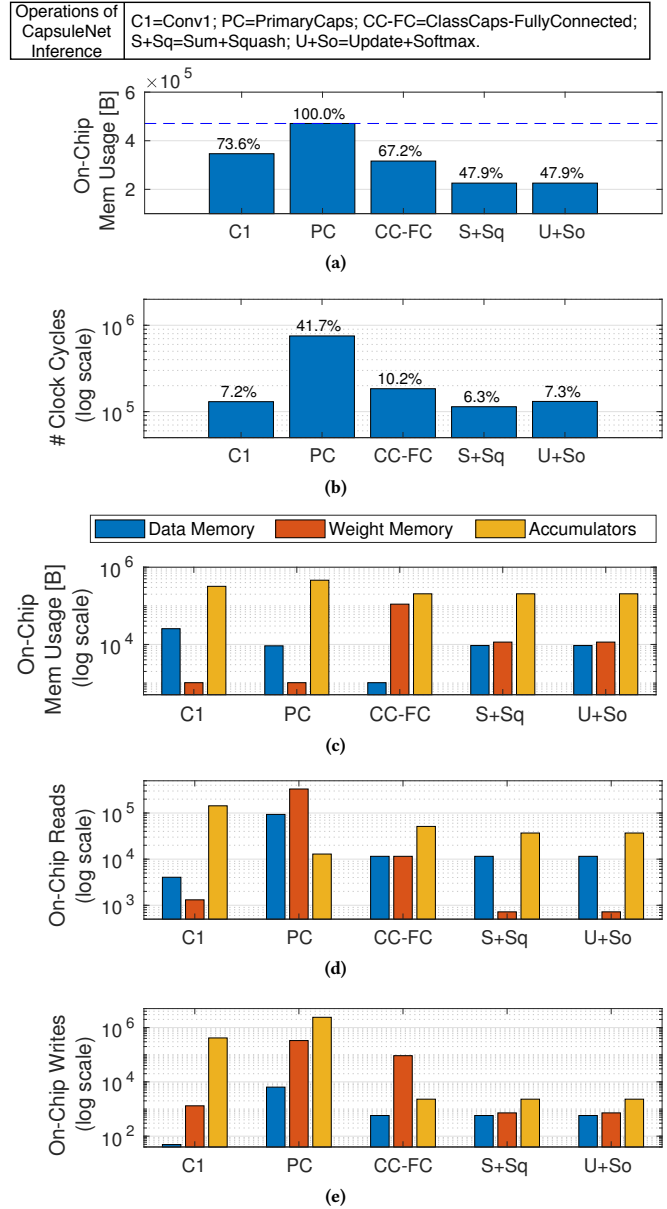 Operations of
CapsuleNet
Inference
C1=Conv1; PC=PrimaryCaps; CC-FC=ClassCaps-FullyConnected;
S+Sq=Sum+Squash; U+So=Update+Softmax.
×10^5
On-Chip
Mem Usage [B]
6
4
2
73.6%
100.0%
67.2%
47.9%
47.9%
C1 PC CC-FC S+Sq U+So
(a)
# Clock Cycles
(log scale)
10^6
10^5
7.2%
41.7%
10.2%
6.3%
7.3%
C1 PC CC-FC S+Sq U+So
(b)
Data Memory Weight Memory Accumulators
On-Chip
Mem Usage [B]
(log scale)
10^6
10^4
C1 PC CC-FC S+Sq U+So
(c)
On-Chip Reads
(log scale)
10^5
10^4
10^3
C1 PC CC-FC S+Sq U+So
(d)
On-Chip Writes
(log scale)
10^6
10^4
10^2
C1 PC CC-FC S+Sq U+So
(e)